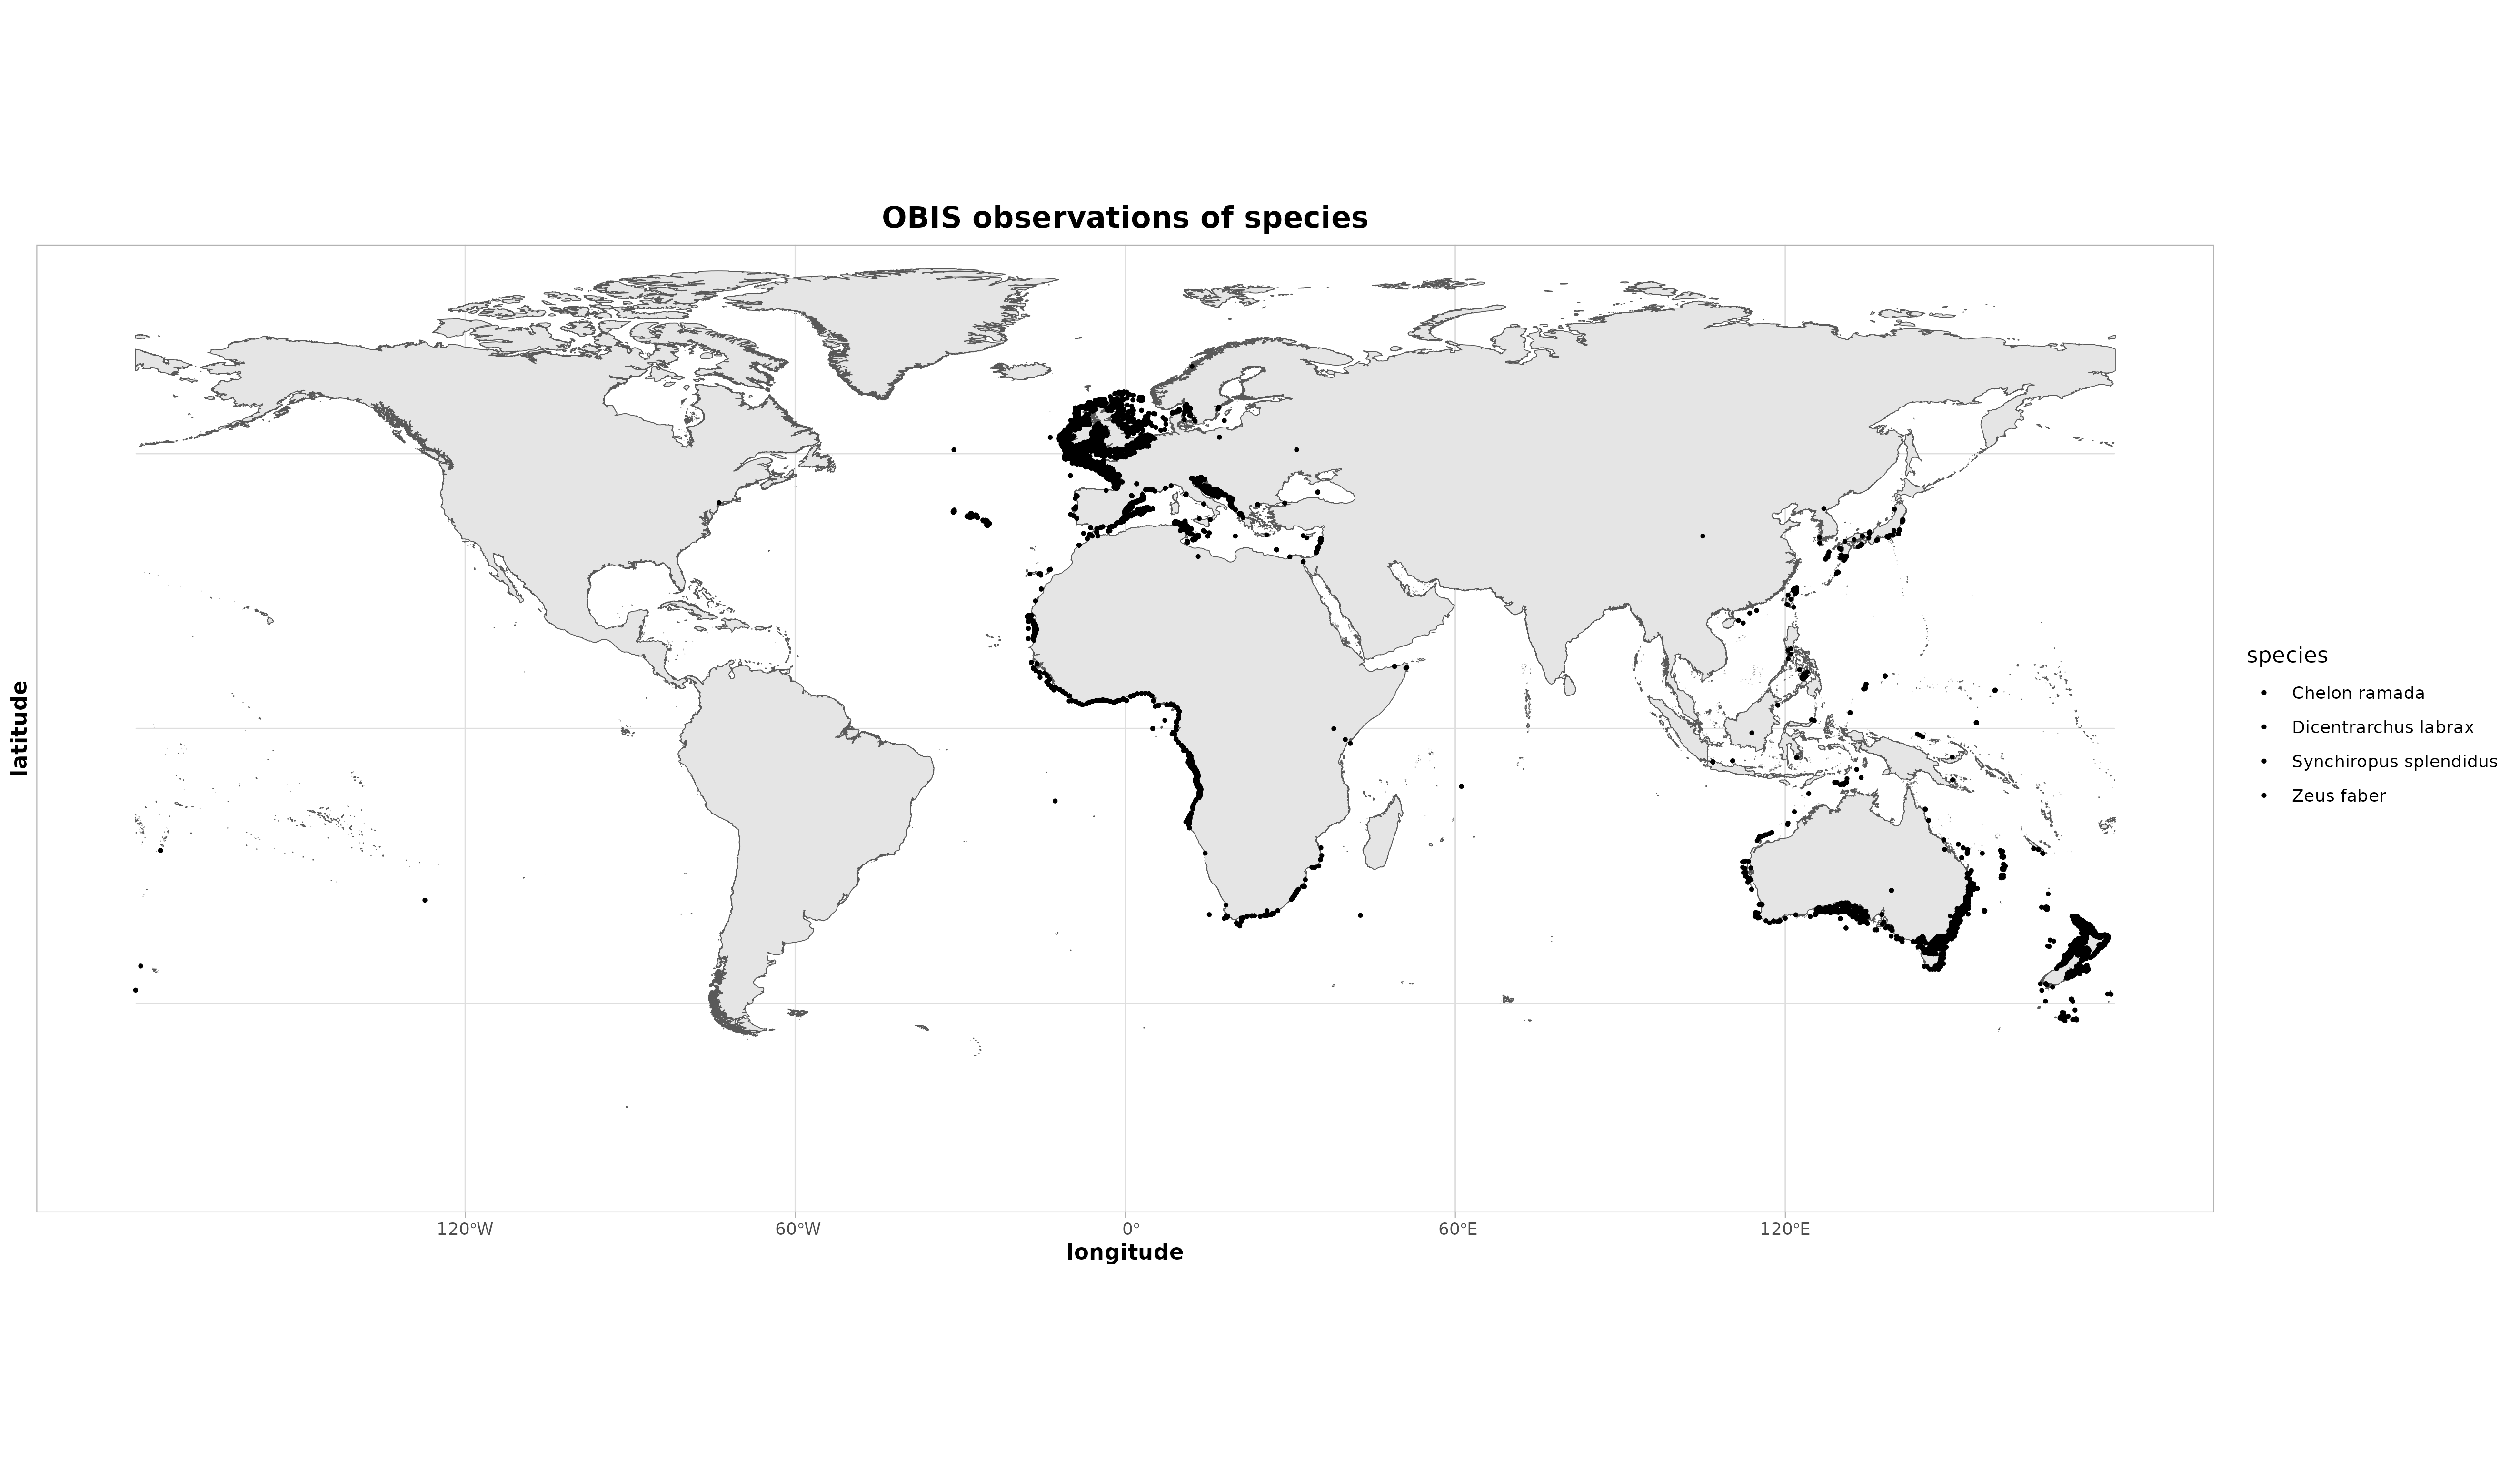 OBIS observations of species
latitude
species
Chelon ramada
Dicentrarchus labrax
Synchiropus splendidus
Zeus faber
120°W
60°W
0°
60°E
120°E
longitude